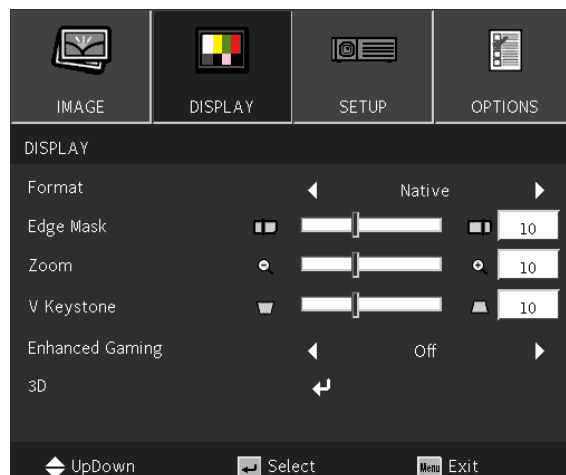 IMAGE DISPLAY SETUP OPTIONS
DISPLAY
Format Native
Edge Mask 10
Zoom 10
V Keystone 10
Enhanced Gaming Off
3D
UpDown Select Menu Exit